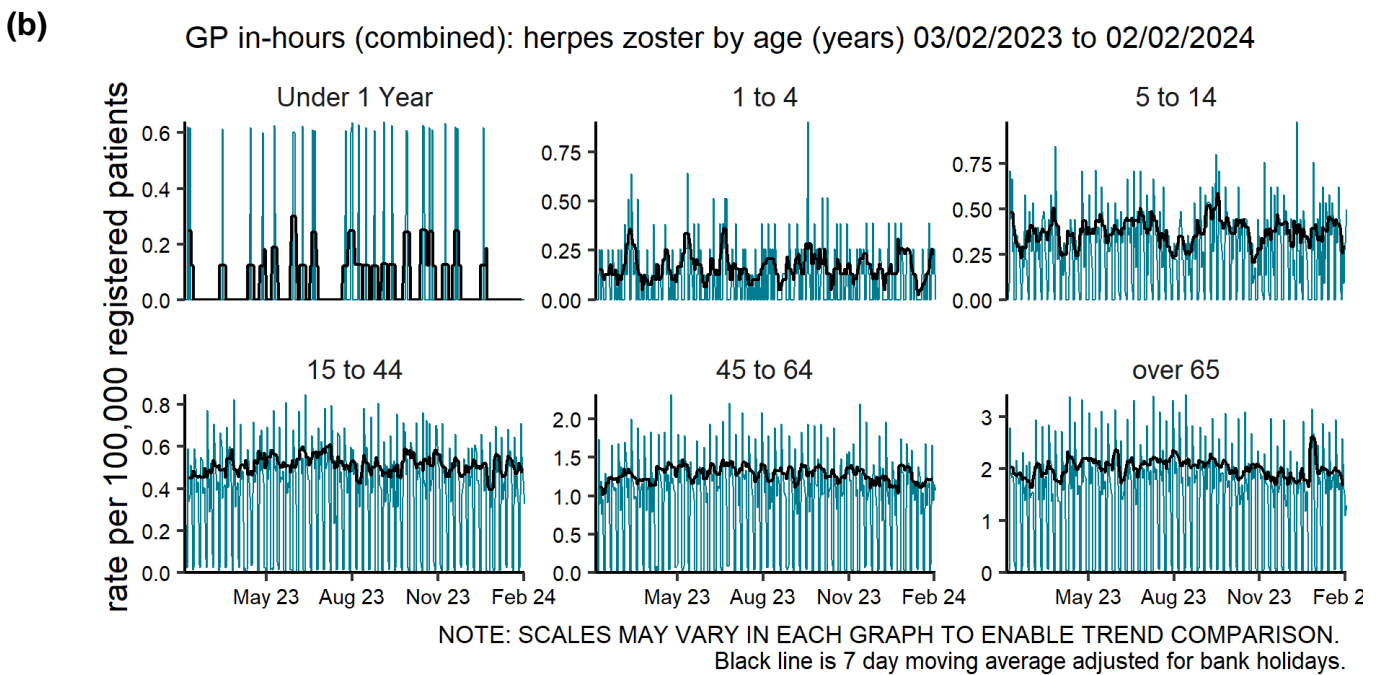 (b)
GP in-hours (combined): herpes zoster by age (years) 03/02/2023 to 02/02/2024
rate per 100,000 registered patients
Under 1 Year
0.6
0.4
0.2
0.0
1 to 4
0.75
0.50
0.25
0.00
5 to 14
0.75
0.50
0.25
0.00
15 to 44
0.8
0.6
0.4
0.2
0.0
May 23 Aug 23 Nov 23 Feb 24
45 to 64
2.0
1.5
1.0
0.5
0.0
May 23 Aug 23 Nov 23 Feb 24
over 65
3
2
1
0
May 23 Aug 23 Nov 23 Feb 2
NOTE: SCALES MAY VARY IN EACH GRAPH TO ENABLE TREND COMPARISON.
Black line is 7 day moving average adjusted for bank holidays.